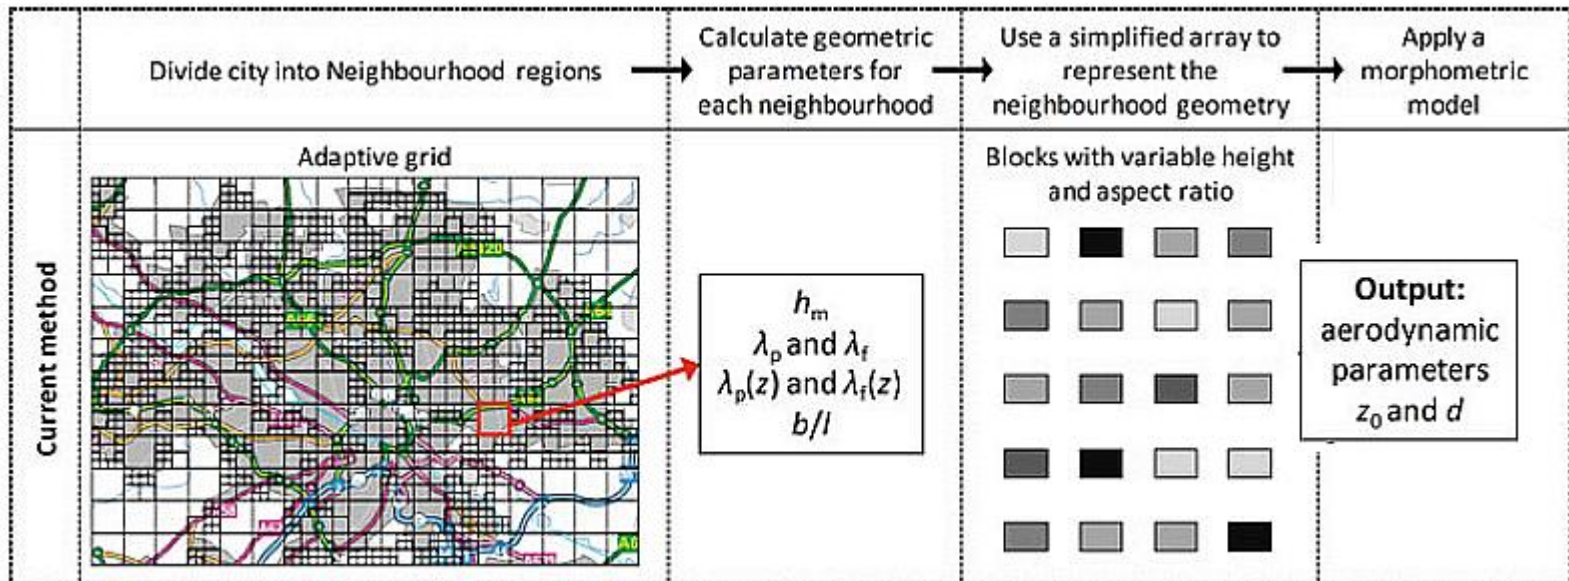 Divide city into Neighbourhood regions
Calculate geometric
parameters for
each neighbourhood
Use a simplified array to
represent the
neighbourhood geometry
Apply a
morphometric
model
Current method
Adaptive grid
h_m
λ_p and λ_f
λ_p(z) and λ_f(z)
b/l
Blocks with variable height
and aspect ratio
Output:
aerodynamic
parameters
z_0 and d